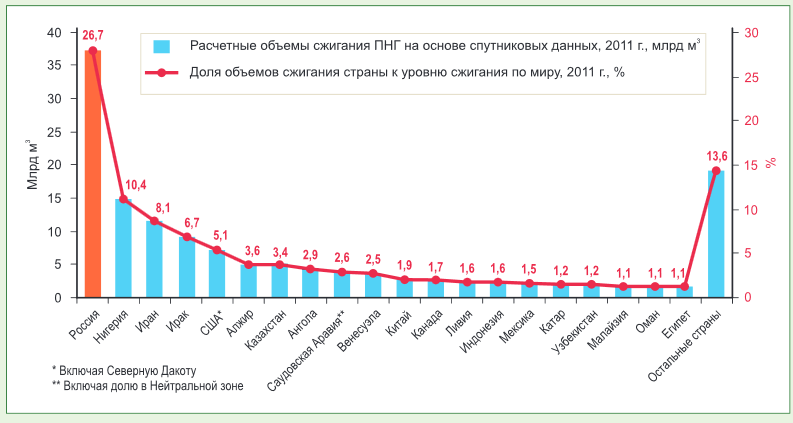 Расчетные объемы сжигания ПНГ на основе спутниковых данных, 2011 г., млрд м³
Доля объемов сжигания страны к уровню сжигания по миру, 2011 г., %
Млрд м³
40
35
30
25
20
15
10
5
0
26,7
10,4
8,1
6,7
5,1
3,6
3,4
2,9
2,6
2,5
1,9
1,7
1,6
1,6
1,5
1,2
1,2
1,1
1,1
1,1
13,6
30
25
20
15
10
5
0
%
Россия
Нигерия
Иран
Ирак
США*
Алжир
Казахстан
Ангола
Саудовская Аравия**
Венесуэла
Китай
Канада
Ливия
Индонезия
Мексика
Катар
Узбекистан
Малайзия
Оман
Египет
Остальные страны
* Включая Северную Дакоту
** Включая долю в Нейтральной зоне